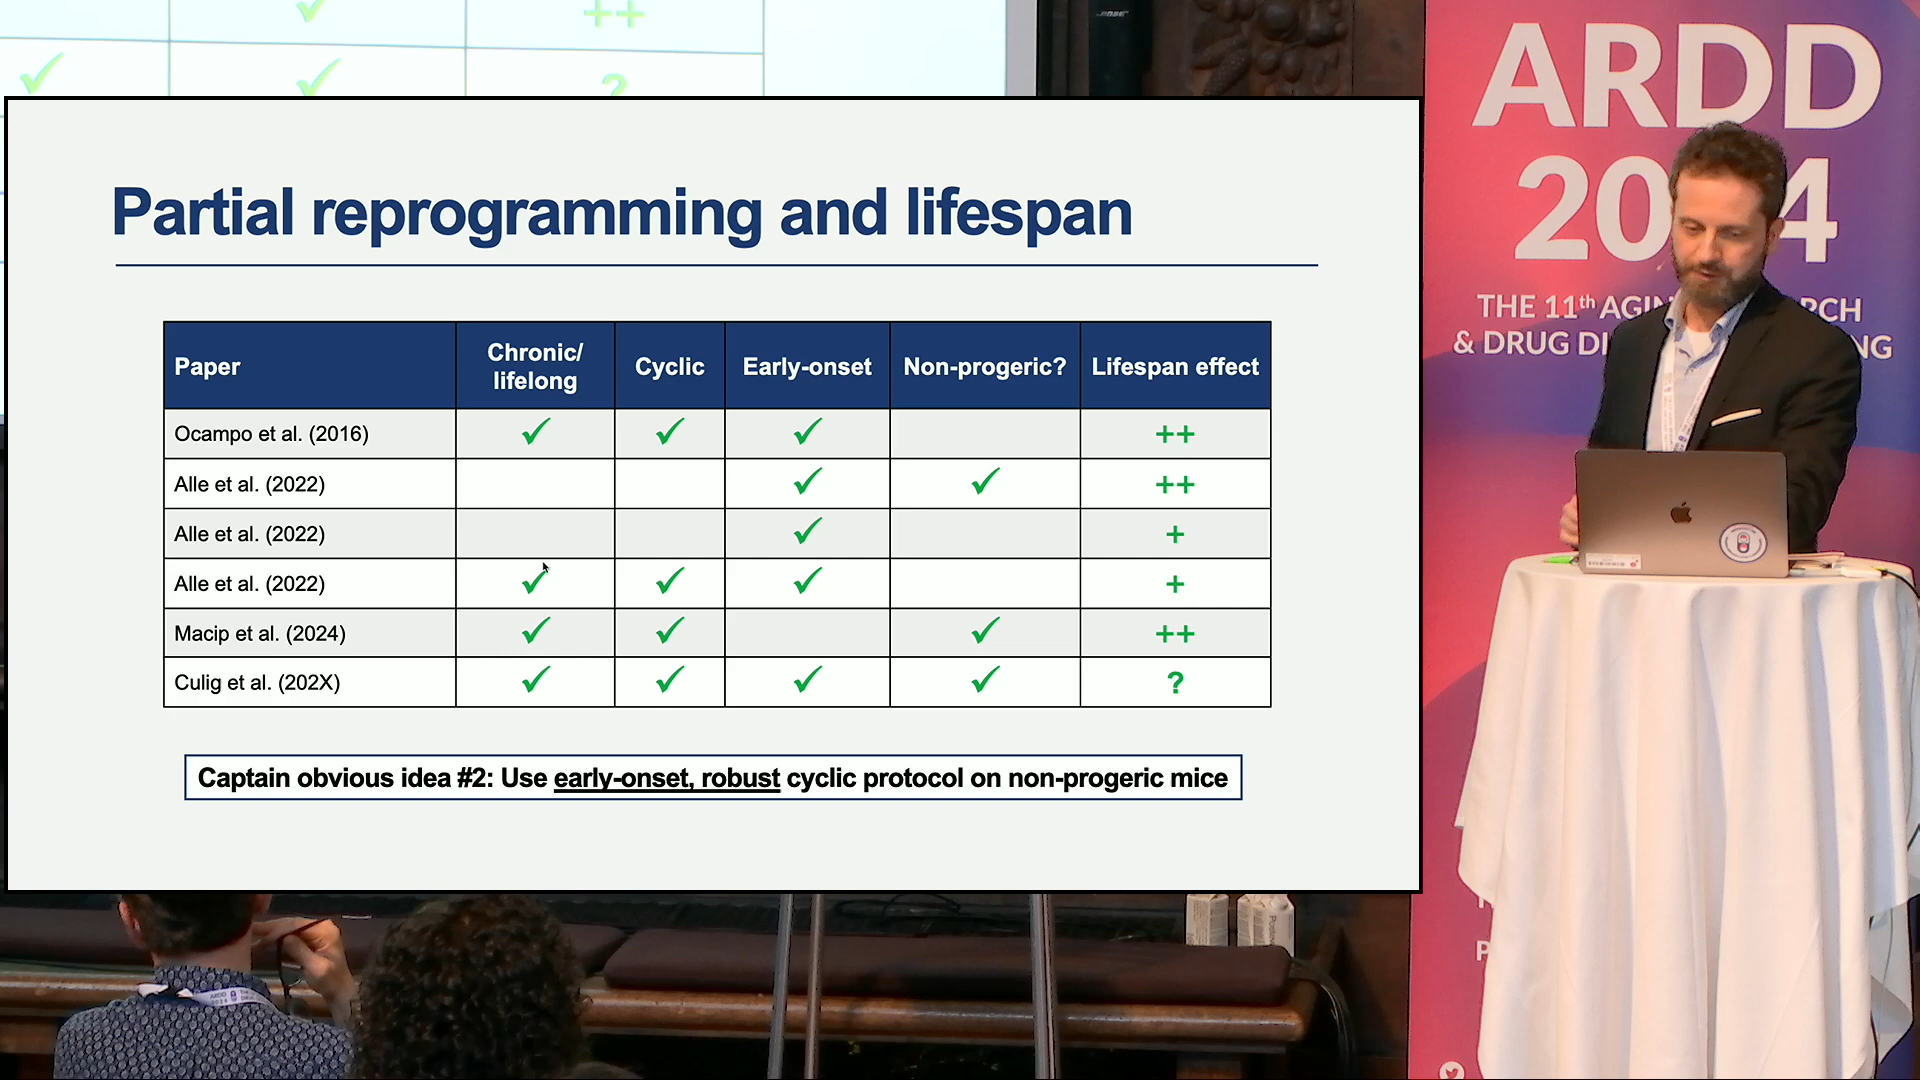 ✓ ++
✓ ✓ ?
BOSE
Partial reprogramming and lifespan
Paper Chronic/ lifelong Cyclic Early-onset Non-progeric? Lifespan effect
Ocampo et al. (2016) ✓ ✓ ✓ ++
Alle et al. (2022) ✓ ✓ ++
Alle et al. (2022) ✓ +
Alle et al. (2022) ✓ ✓ ✓ +
Macip et al. (2024) ✓ ✓ ✓ ++
Culig et al. (202X) ✓ ✓ ✓ ✓ ?
Captain obvious idea #2: Use early-onset, robust cyclic protocol on non-progeric mice
ARDD
20 4
THE 11th AGIN RCH
& DRUG DI NG
P
ARDD